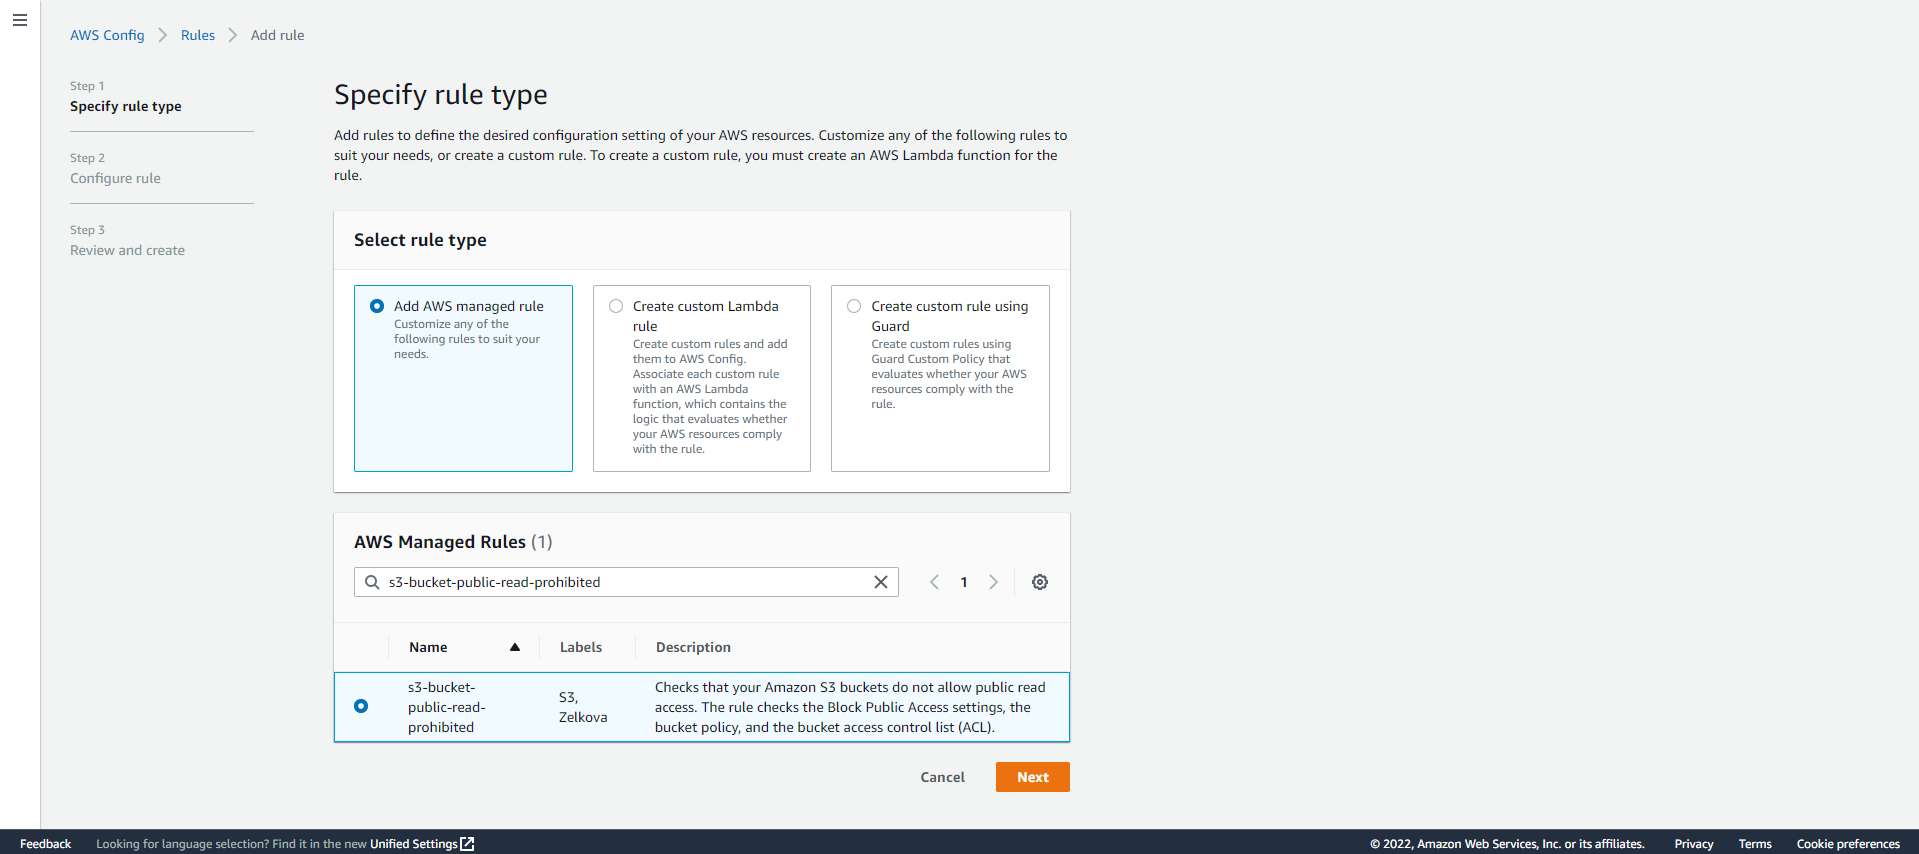 AWS Config > Rules > Add rule
Step 1
Specify rule type
Step 2
Configure rule
Step 3
Review and create
Specify rule type
Add rules to define the desired configuration setting of your AWS resources. Customize any of the following rules to
suit your needs, or create a custom rule. To create a custom rule, you must create an AWS Lambda function for the
rule.
Select rule type
Add AWS managed rule
Customize any of the
following rules to suit your
needs.
Create custom Lambda
rule
Create custom rules and add
them to AWS Config.
Associate each custom rule
with an AWS Lambda
function, which contains the
logic that evaluates whether
your AWS resources comply
with the rule.
Create custom rule using
Guard
Create custom rules using
Guard Custom Policy that
evaluates whether your AWS
resources comply with the
rule.
AWS Managed Rules (1)
s3-bucket-public-read-prohibited
1
Name Labels Description
s3-bucket-
public-read-
prohibited
S3,
Zelkova
Checks that your Amazon S3 buckets do not allow public read
access. The rule checks the Block Public Access settings, the
bucket policy, and the bucket access control list (ACL).
Cancel Next
Feedback Looking for language selection? Find it in the new Unified Settings © 2022, Amazon Web Services, Inc. or its affiliates. Privacy Terms Cookie preferences